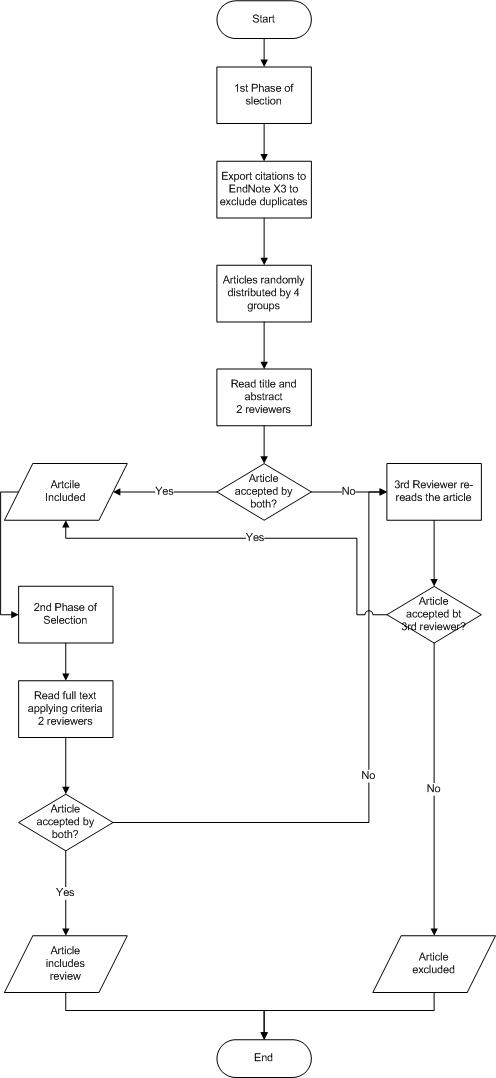 Start
1st Phase of
slection
Export citations to
EndNote X3 to
exclude duplicates
Articles randomly
distributed by 4
groups
Read title and
abstract
2 reviewers
Artcile
Included
Yes
Article
accepted by
both?
No
3rd Reviewer re-
reads the article
Yes
2nd Phase of
Selection
Article
accepted bt
3rd reviewer?
Read full text
applying criteria
2 reviewers
No
No
Article
accepted by
both?
Yes
Article
includes
review
Article
excluded
End